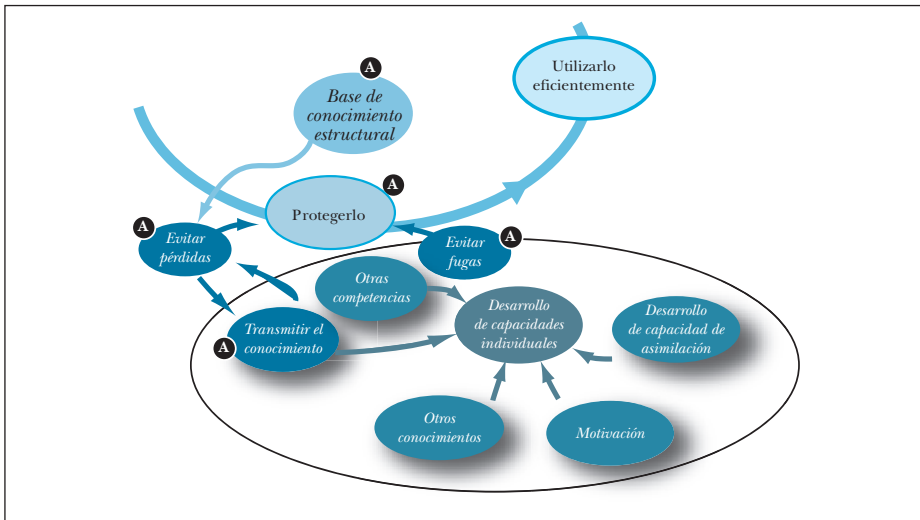 Utilizarlo
eficientemente
A
Base de
conocimiento
estructural
A
Protegerlo
A
Evitar
pérdidas
A
Evitar
fugas
Otras
competencias
Desarrollo
de capacidades
individuales
Desarrollo
de capacidad de
asimilación
A
Transmitir el
conocimiento
Otros
conocimientos
Motivación